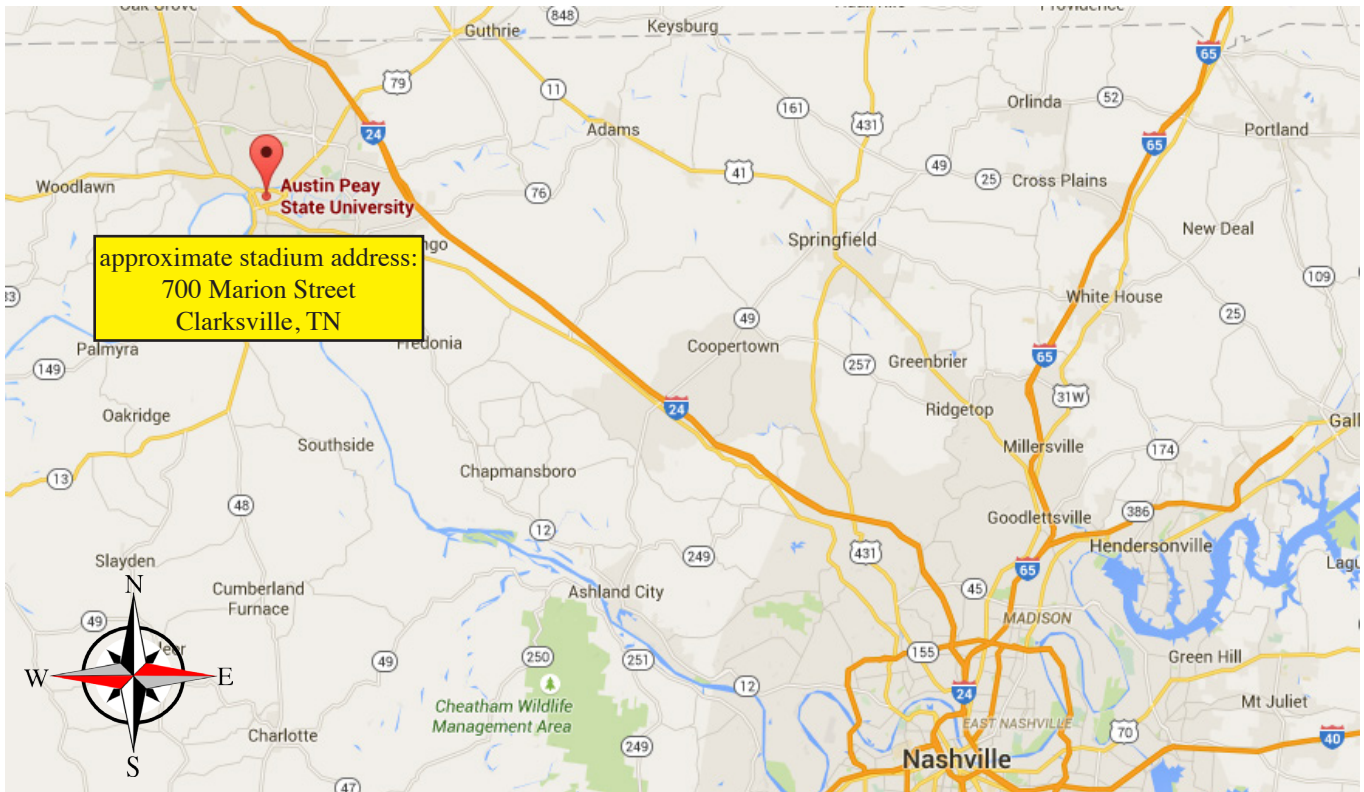 Oak Grove
848
Keysburg
Providence
Guthrie
65
79
11
161
431
Orlinda
52
24
Adams
65
Portland
41
49
25
Cross Plains
Woodlawn
Austin Peay
State University
76
New Deal
Springfield
approximate stadium address:
700 Marion Street
Clarksville, TN
109
White House
49
25
Palmyra
Fredonia
Coopertown
65
149
257
Greenbrier
24
31W
Oakridge
Ridgetop
Gall
Southside
Millersville
174
13
Chapmansboro
48
386
Goodlettsville
12
249
431
Hendersonville
Slayden
65
Lagu
N
Cumberland
Furnace
Ashland City
45
49
MADISON
155
W
E
49
250
251
Green Hill
12
24
Mt Juliet
Cheatham Wildlife
Management Area
EAST NASHVILLE
70
40
Charlotte
249
Nashville
S
47